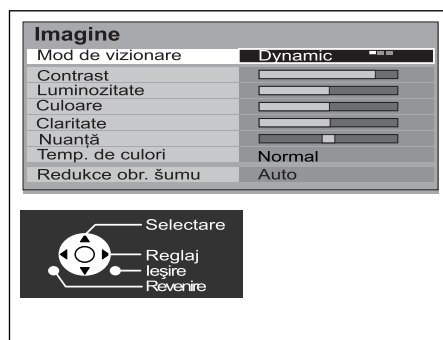 Imagine
Mod de vizionare Dynamic
Contrast
Luminozitate
Culoare
Claritate
Nuanță
Temp. de culori Normal
Redukce obr. šumu Auto
Selectare
Reglaj
Ieşire
Revenire